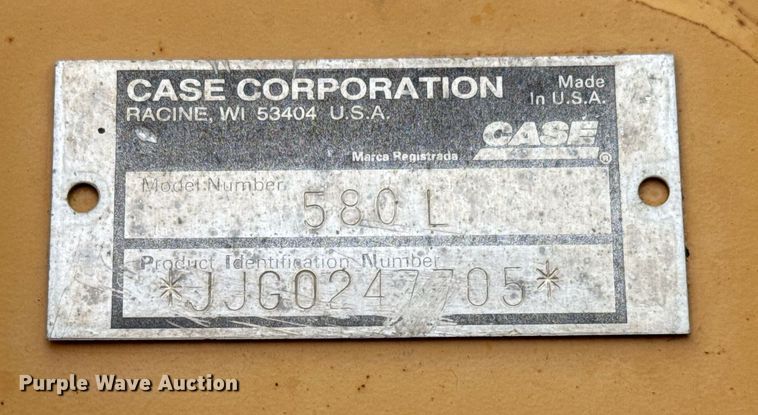 CASE CORPORATION
RACINE, WI 53404 U.S.A.
Made
In U.S.A.
CASE
®
Marca Registrada
Model Number
580 L
Product Identification Number
*JJG0247705*
Purple Wave Auction